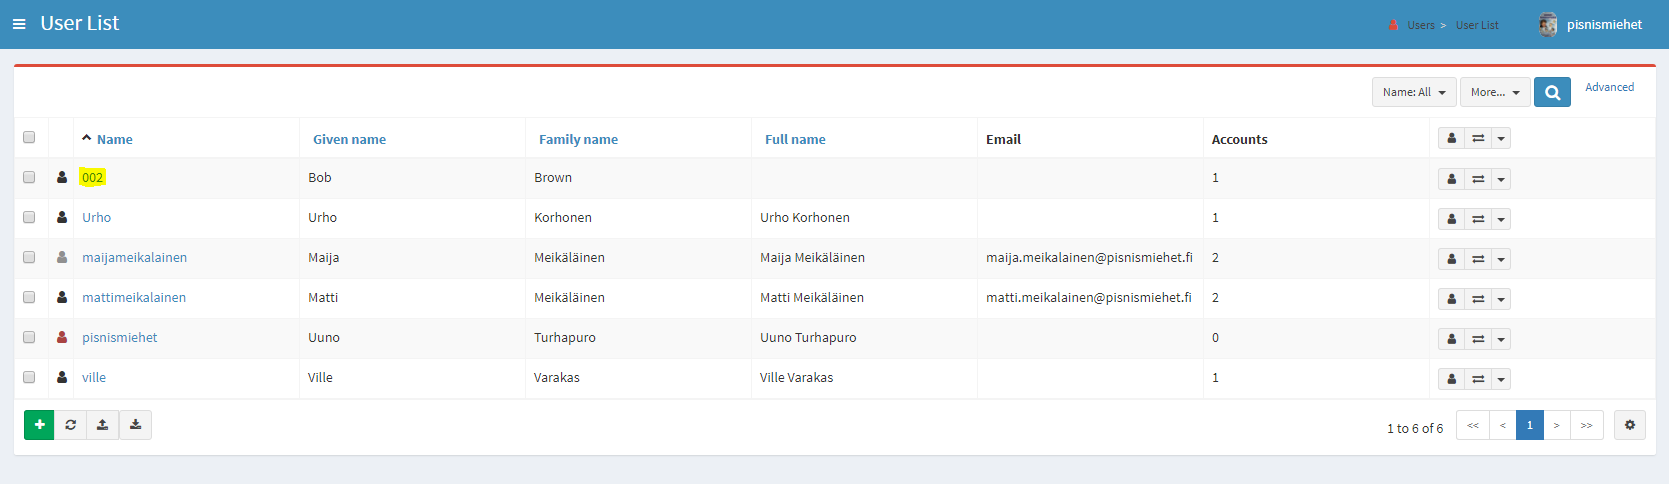 User List
Users > User List
pisnismiehet
Name: All More... Advanced
Name Given name Family name Full name Email Accounts
002 Bob Brown 1
Urho Urho Korhonen Urho Korhonen 1
maijameikalainen Maija Meikäläinen Maija Meikäläinen maija.meikalainen@pisnismiehet.fi 2
mattimeikalainen Matti Meikäläinen Matti Meikäläinen matti.meikalainen@pisnismiehet.fi 2
pisnismiehet Uuno Turhapuro Uuno Turhapuro 0
ville Ville Varakas Ville Varakas 1
1 to 6 of 6 << < 1 > >>